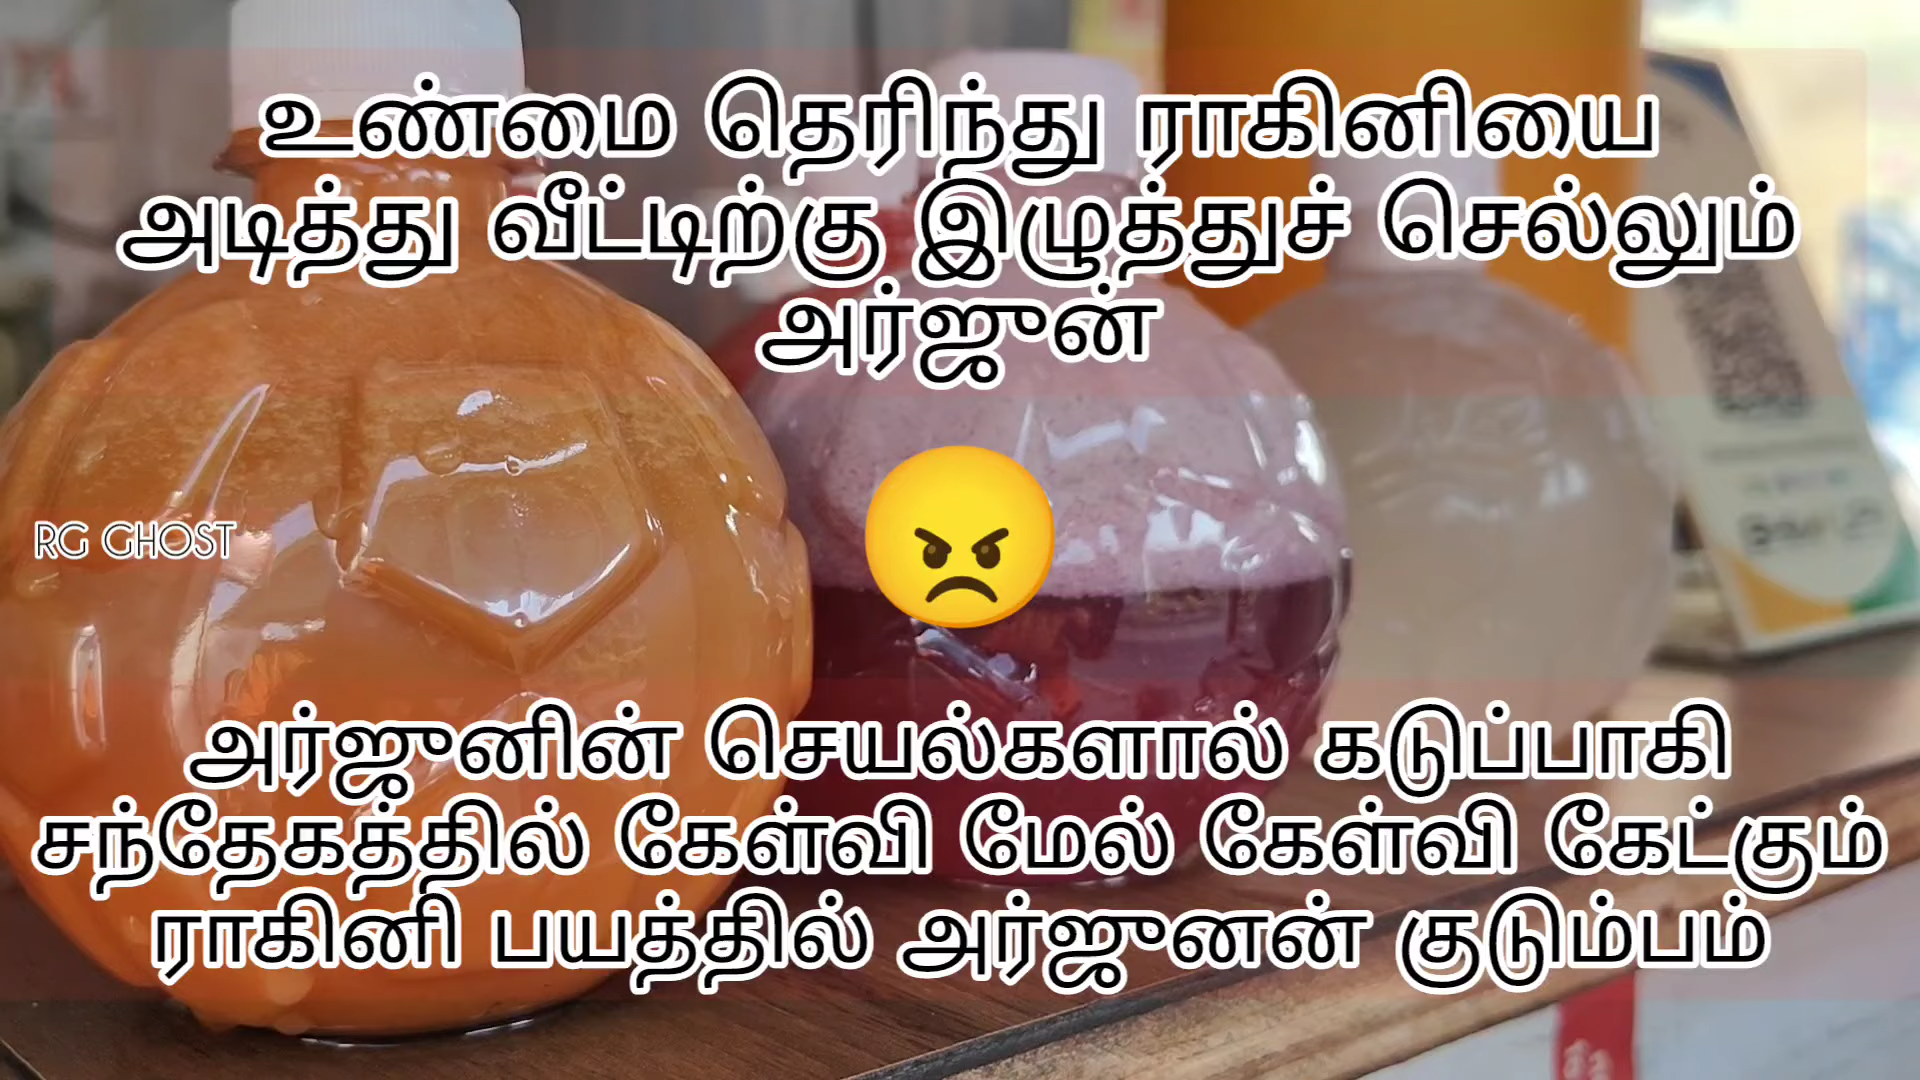 உண்மை தெரிந்து ராகினியை
அடித்து வீட்டிற்கு இழுத்துச் செல்லும்
அர்ஜுன்
RG GHOST
அர்ஜுனின் செயல்களால் கடுப்பாகி
சந்தேகத்தில் கேள்வி மேல் கேள்வி கேட்கும்
ராகினி பயத்தில் அர்ஜுனன் குடும்பம்